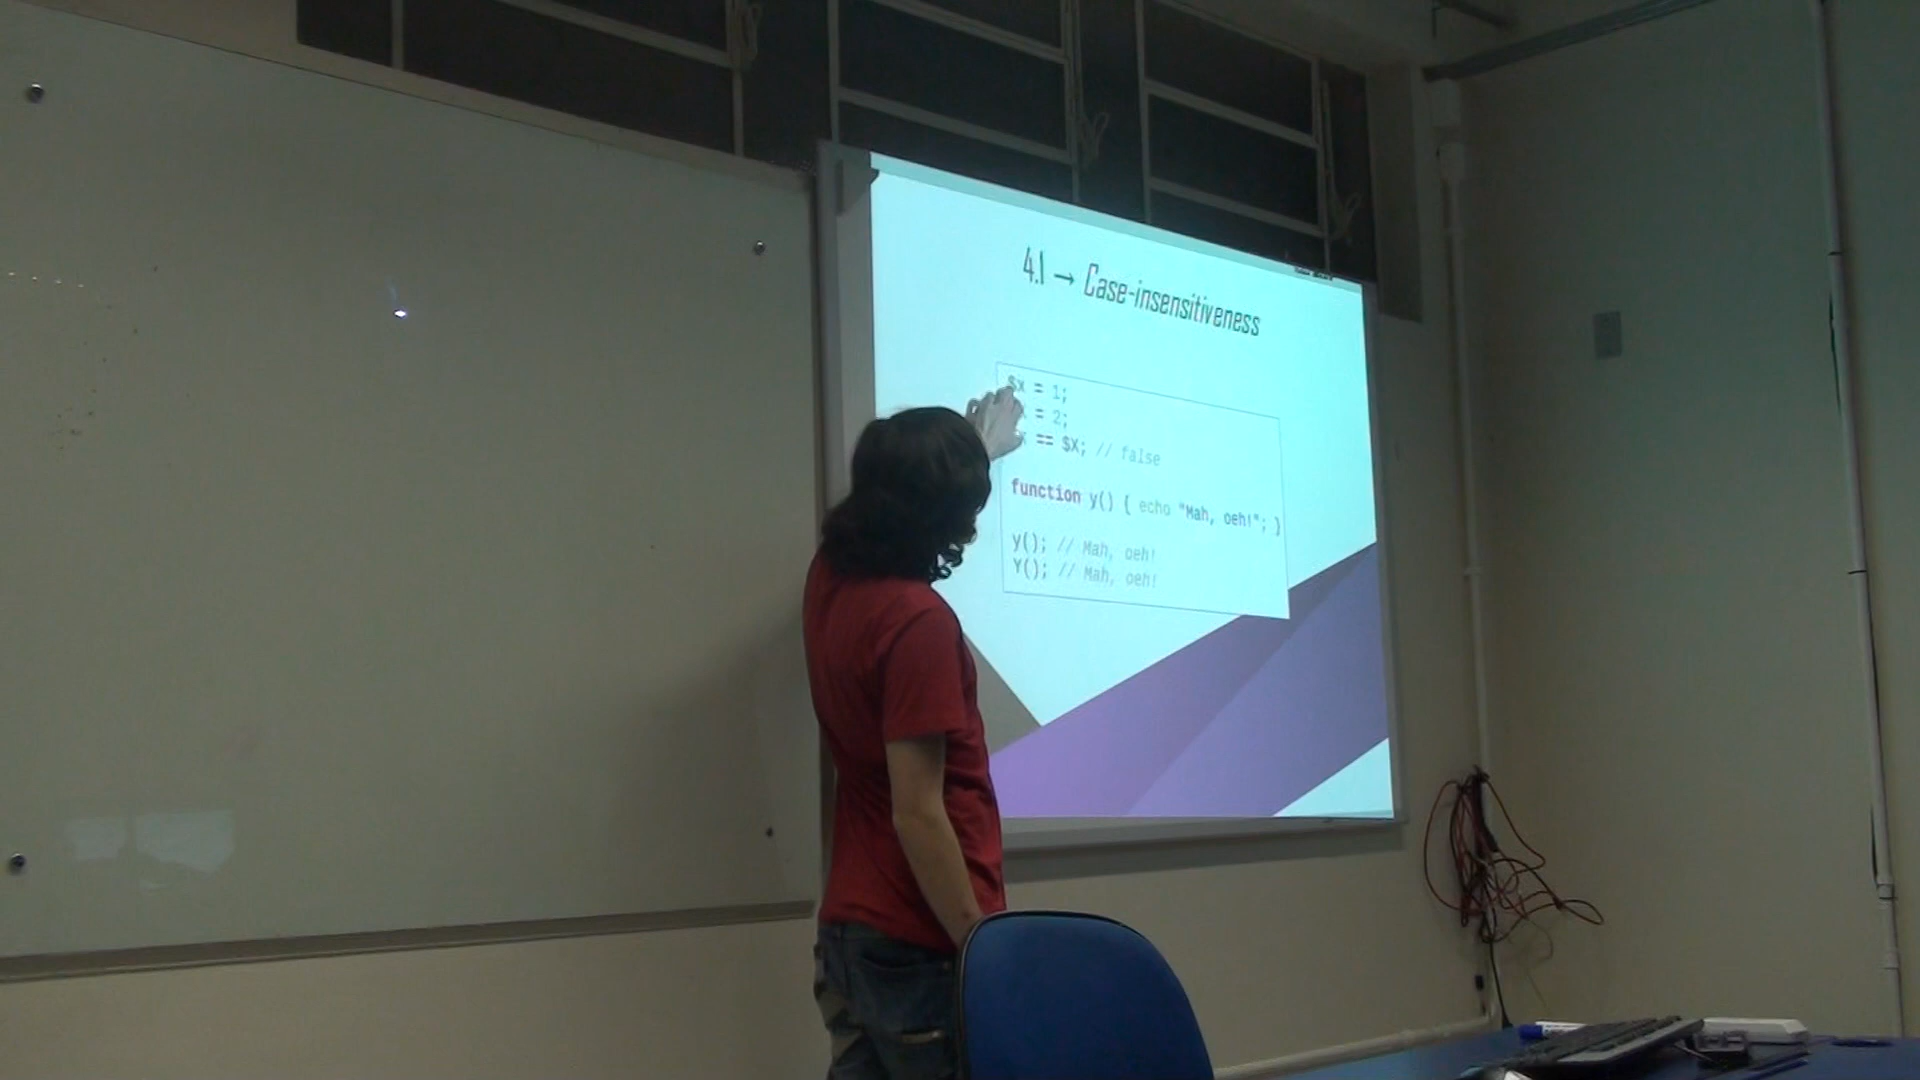 4.1 → Case-insensitiveness
$x = 1;
= 2;
== $X; // false
function y() { echo "Mah, oeh!"; }
y(); // Mah, oeh!
Y(); // Mah, oeh!